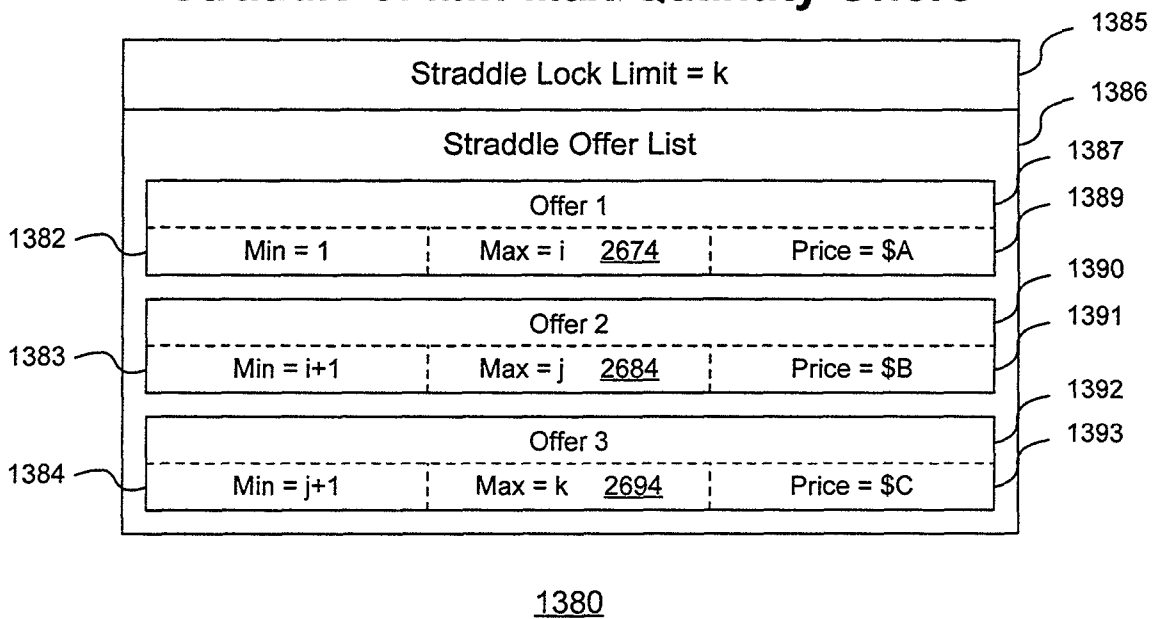 1385
Straddle Lock Limit = k
1386
Straddle Offer List
1387
Offer 1
1389
1382
Min = 1 Max = i 2674 Price = $A
1390
Offer 2
1391
1383
Min = i+1 Max = j 2684 Price = $B
1392
Offer 3
1393
1384
Min = j+1 Max = k 2694 Price = $C
1380